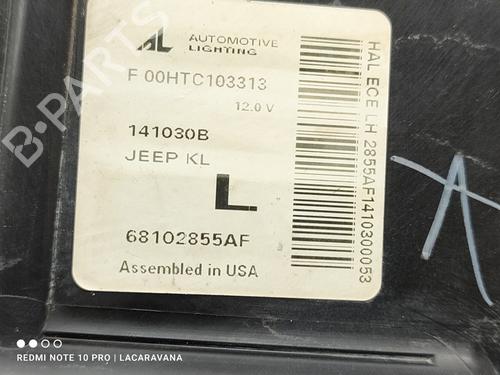 AL AUTOMOTIVE
LIGHTING
F 00HTC103313
12.0 V
141030B
JEEP KL
L
68102855AF
Assembled in USA
HAL ECE LH 2855AF1410300053
A
B-PARTS
REDMI NOTE 10 PRO | LACARAVANA